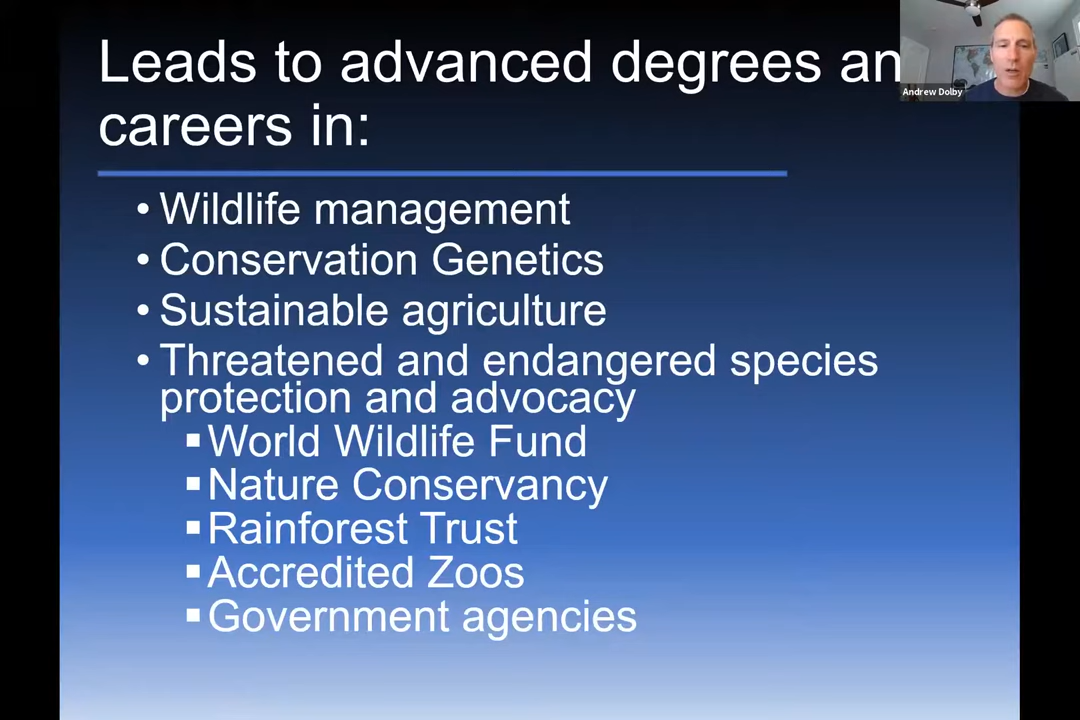 Leads to advanced degrees an
careers in:
Andrew Dolby
• Wildlife management
• Conservation Genetics
• Sustainable agriculture
• Threatened and endangered species
protection and advocacy
▪ World Wildlife Fund
▪ Nature Conservancy
▪ Rainforest Trust
▪ Accredited Zoos
▪ Government agencies